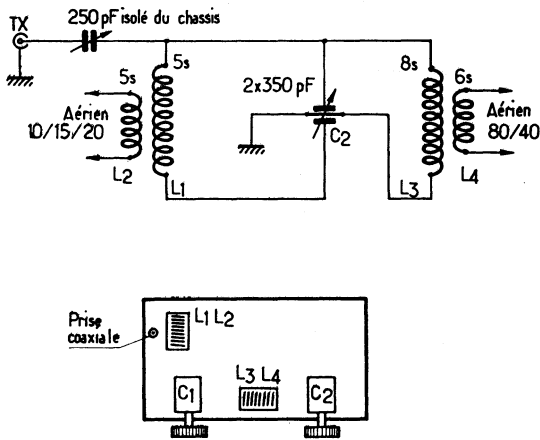 TX
250 pF isolé du chassis
5s
5s
8s
6s
2x350 pF
Aérien
10/15/20
Aérien
80/40
C2
L2
L1
L3
L4
Prise
coaxiale
L1 L2
L3 L4
C1
C2